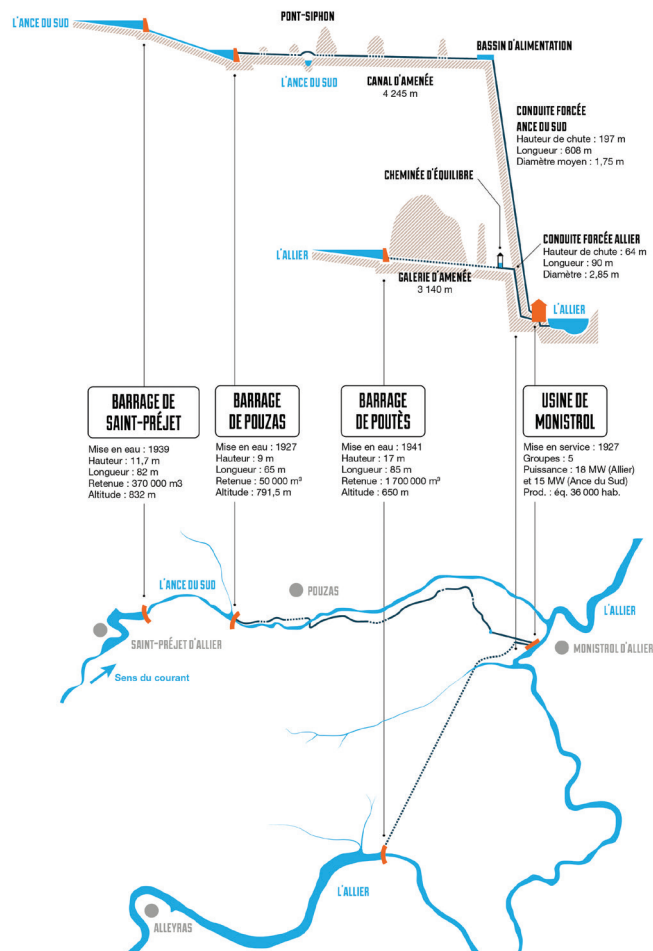 L'ANCE DU SUD
PONT-SIPHON
L'ANCE DU SUD
CANAL D'AMENÉE
4 245 m
BASSIN D'ALIMENTATION
CONDUITE FORCÉE
ANCE DU SUD
Hauteur de chute : 197 m
Longueur : 608 m
Diamètre moyen : 1,75 m
CHEMINÉE D'ÉQUILIBRE
L'ALLIER
GALERIE D'AMENÉE
3 140 m
CONDUITE FORCÉE ALLIER
Hauteur de chute : 64 m
Longueur : 90 m
Diamètre : 2,85 m
L'ALLIER
BARRAGE DE
SAINT-PRÉJET
Mise en eau : 1939
Hauteur : 11,7 m
Longueur : 82 m
Retenue : 370 000 m3
Altitude : 832 m
BARRAGE
DE POUZAS
Mise en eau : 1927
Hauteur : 9 m
Longueur : 65 m
Retenue : 50 000 m³
Altitude : 791,5 m
BARRAGE
DE POUTÈS
Mise en eau : 1941
Hauteur : 17 m
Longueur : 85 m
Retenue : 1 700 000 m³
Altitude : 650 m
USINE DE
MONISTROL
Mise en service : 1927
Groupes : 5
Puissance : 18 MW (Allier)
et 15 MW (Ance du Sud)
Prod. : éq. 36 000 hab.
L'ANCE DU SUD
POUZAS
L'ALLIER
SAINT-PRÉJET D'ALLIER
MONISTROL D'ALLIER
Sens du courant
L'ALLIER
ALLEYRAS